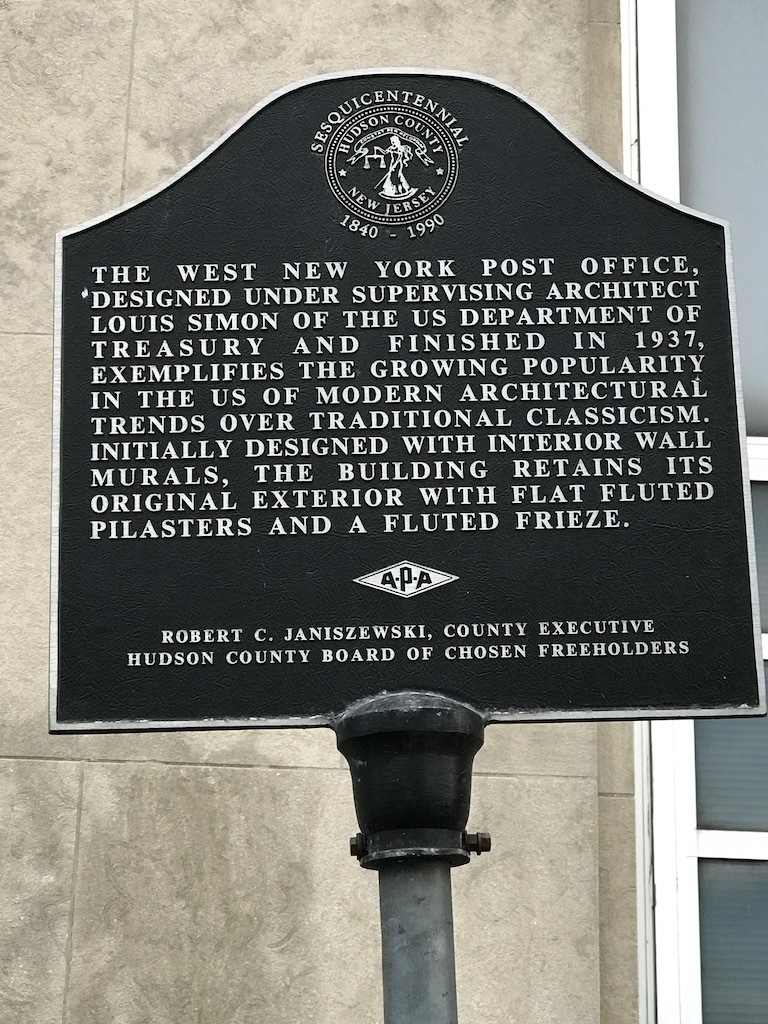 SESQUICENTENNIAL
HUDSON COUNTY
NEW JERSEY
1840 - 1990
THE WEST NEW YORK POST OFFICE,
DESIGNED UNDER SUPERVISING ARCHITECT
LOUIS SIMON OF THE US DEPARTMENT OF
TREASURY AND FINISHED IN 1937,
EXEMPLIFIES THE GROWING POPULARITY
IN THE US OF MODERN ARCHITECTURAL
TRENDS OVER TRADITIONAL CLASSICISM.
INITIALLY DESIGNED WITH INTERIOR WALL
MURALS, THE BUILDING RETAINS ITS
ORIGINAL EXTERIOR WITH FLAT FLUTED
PILASTERS AND A FLUTED FRIEZE.
A-P-A
ROBERT C. JANISZEWSKI, COUNTY EXECUTIVE
HUDSON COUNTY BOARD OF CHOSEN FREEHOLDERS